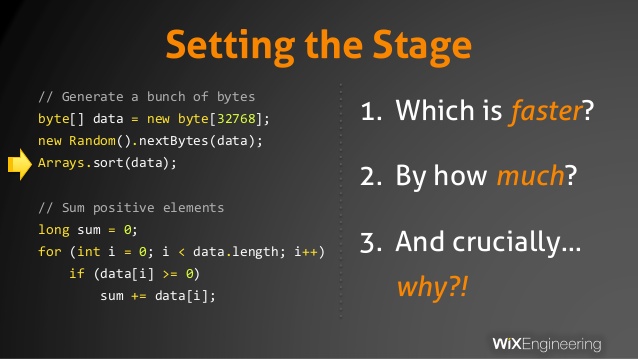 Setting the Stage
// Generate a bunch of bytes
byte[] data = new byte[32768];
new Random().nextBytes(data);
Arrays.sort(data);
// Sum positive elements
long sum = 0;
for (int i = 0; i < data.length; i++)
if (data[i] >= 0)
sum += data[i];
1. Which is faster?
2. By how much?
3. And crucially...
why?!
WiXEngineering